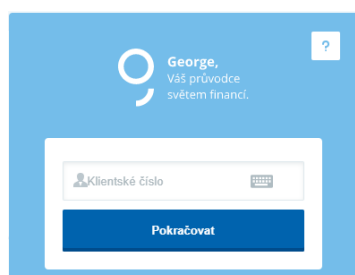 George,
Váš průvodce
světem financí.
?
Klientské číslo
Pokračovat